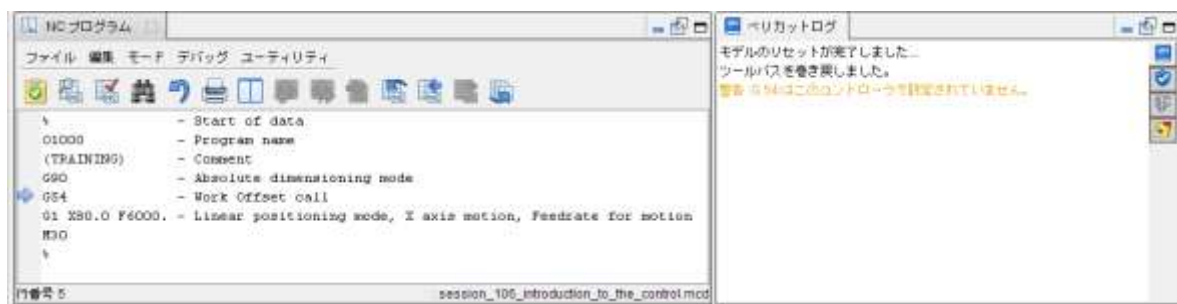 NC プログラム
ファイル 編集 モード デバッグ ユーティリティ
% - Start of data
O1000 - Program name
(TRAINING) - Comment
G90 - Absolute dimensioning mode
G54 - Work Offset call
G1 X80.0 F6000. - Linear positioning mode, X axis motion, Feedrate for motion
M30
%
行番号 5 session_106_introduction_to_the_control.mcd
ベリカットログ
モデルのリセットが完了しました...
ツールパスを巻き戻しました。
警告: G 54はこのコントローラで設定されていません。